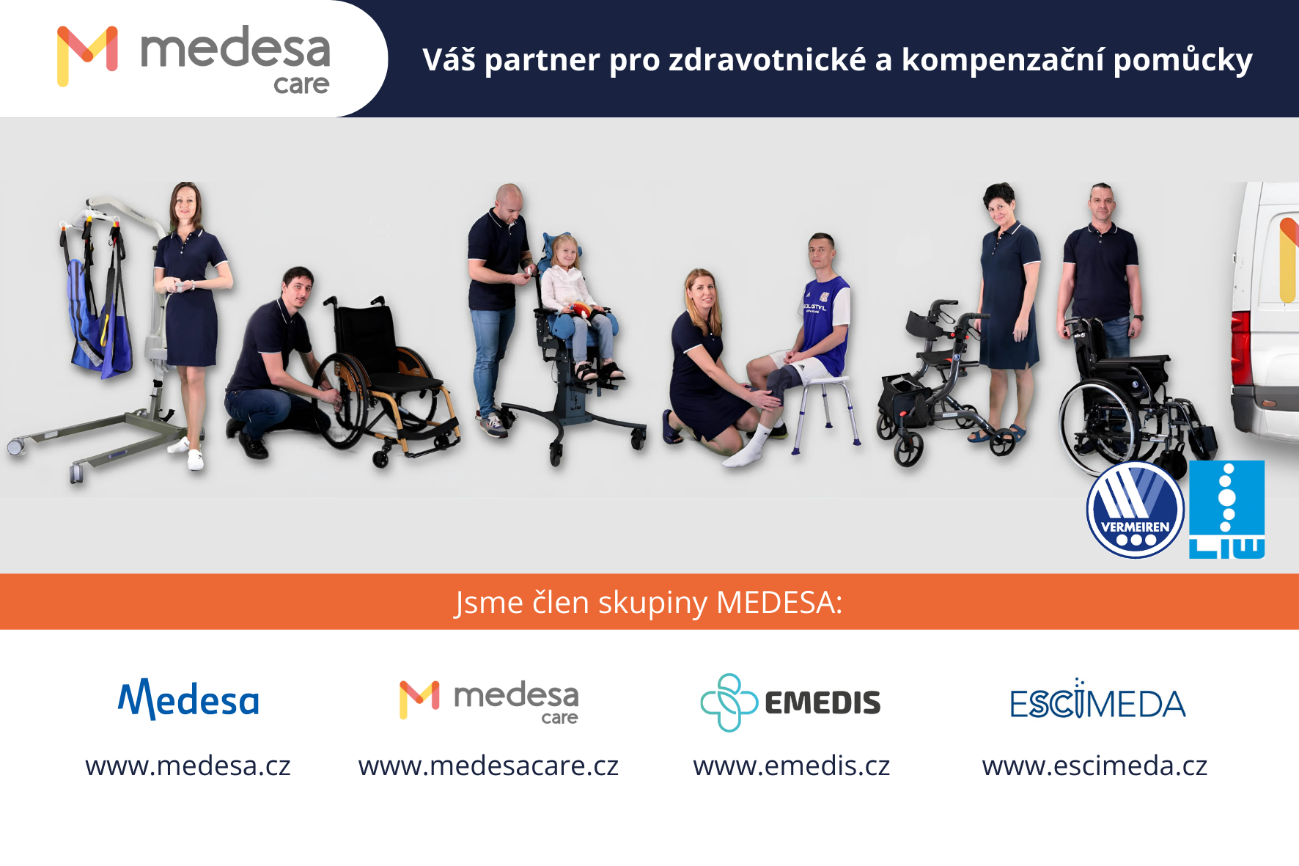 medesa
care
Váš partner pro zdravotnické a kompenzační pomůcky
VERMEIREN
LIW
Jsme člen skupiny MEDESA:
Medesa
medesa
care
EMEDIS
ESCIMEDA
www.medesa.cz
www.medesacare.cz
www.emedis.cz
www.escimeda.cz